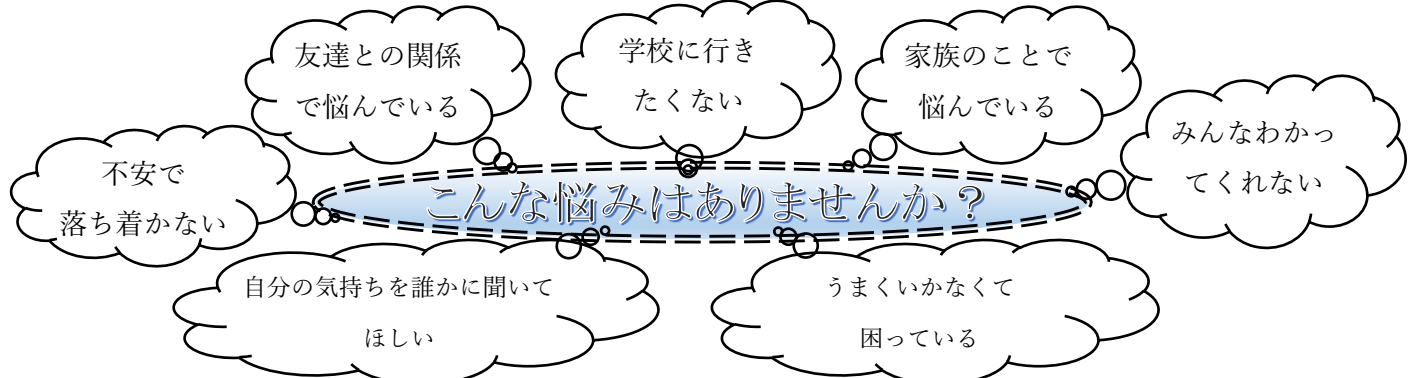 友達との関係
で悩んでいる
学校に行き
たくない
家族のことで
悩んでいる
みんなわかっ
てくれない
不安で
落ち着かない
こんな悩みはありませんか？
自分の気持ちを誰かに聞いて
ほしい
うまくいかなくて
困っている